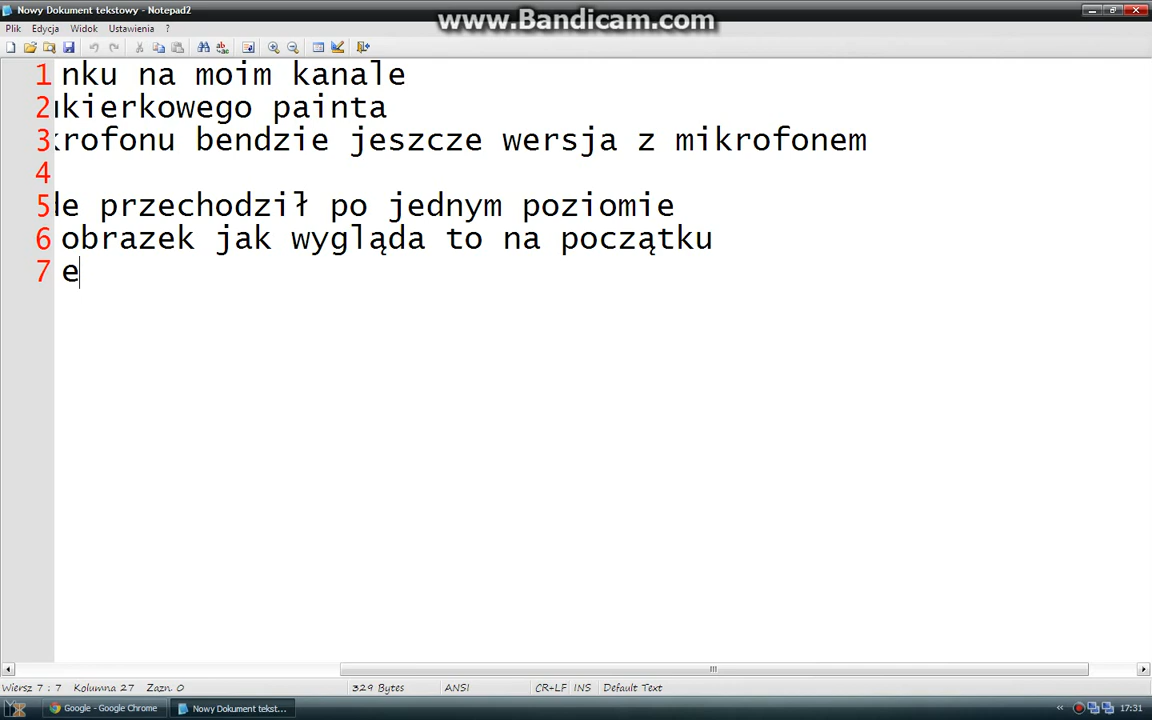 Nowy Dokument tekstowy - Notepad2
www.Bandicam.com
Plik Edycja Widok Ustawienia ?
1 nku na moim kanale
2 ukierkowego painta
3 krofonu bendzie jeszcze wersja z mikrofonem
4
5 le przechodził po jednym poziomie
6 obrazek jak wygląda to na początku
7 e
Wiersz 7 : 7 Kolumna 27 Zazn. 0 329 Bytes ANSI CR+LF INS Default Text
Google - Google Chrome Nowy Dokument tekst... « 17:31